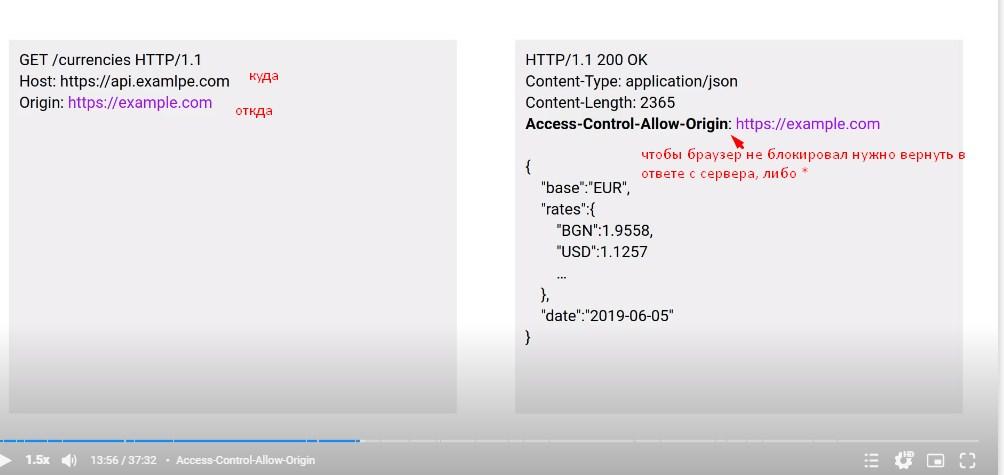 GET /currencies HTTP/1.1
Host: https://api.examlpe.com
куда
Origin: https://example.com
откда
HTTP/1.1 200 OK
Content-Type: application/json
Content-Length: 2365
Access-Control-Allow-Origin: https://example.com
чтобы браузер не блокировал нужно вернуть в
ответе с сервера, либо *
{
"base":"EUR",
"rates":{
"BGN":1.9558,
"USD":1.1257
...
},
"date":"2019-06-05"
}
1.5x 13:56 / 37:32 • Access-Control-Allow-Origin HD